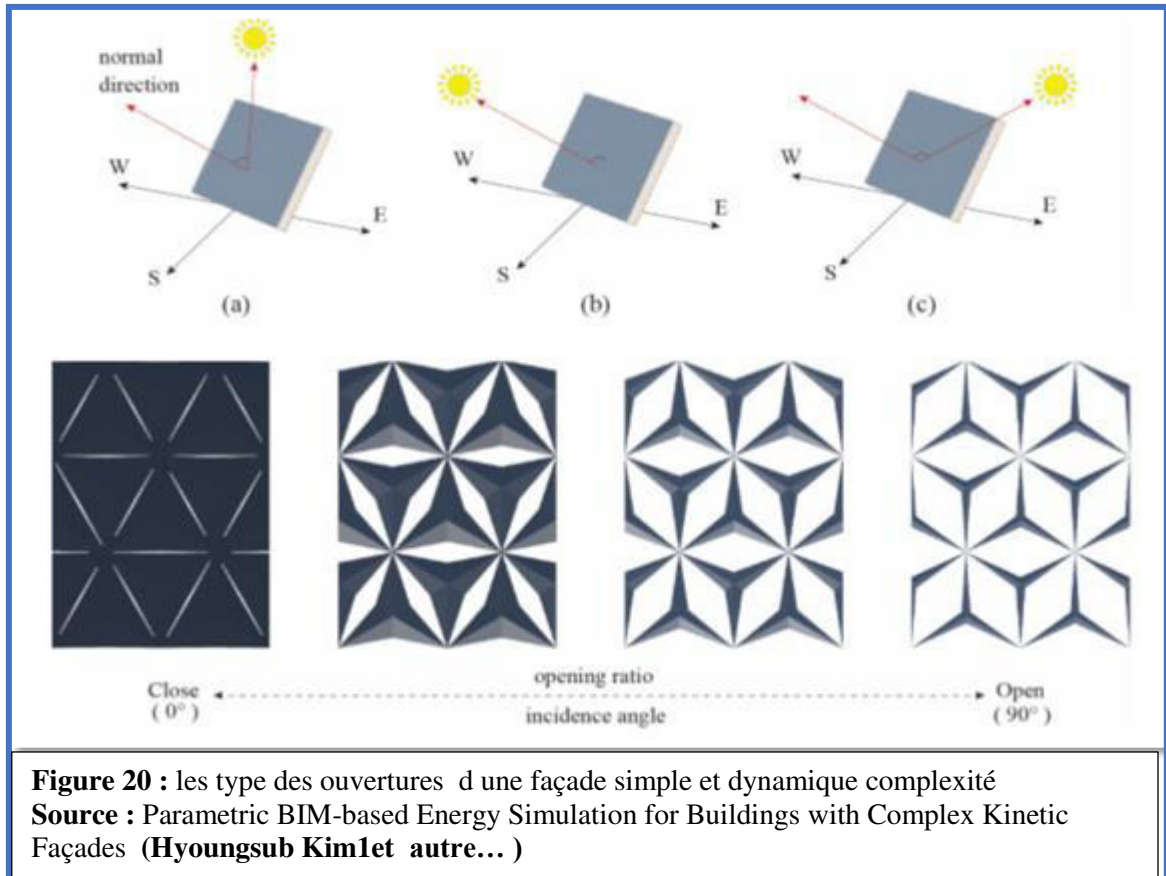 normal
direction
W
E
S
(a)
W
E
S
(b)
W
E
S
(c)
opening ratio
Close
( 0° )
Open
( 90° )
incidence angle
Figure 20 : les type des ouvertures d une façade simple et dynamique complexité
Source : Parametric BIM-based Energy Simulation for Buildings with Complex Kinetic
Façades (Hyoungsub Kim1et autre… )